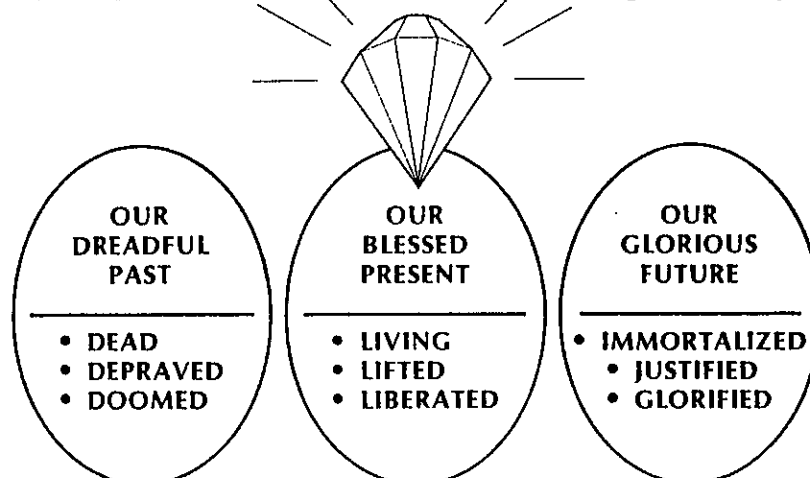 OUR
DREADFUL
PAST
• DEAD
• DEPRAVED
• DOOMED
OUR
BLESSED
PRESENT
• LIVING
• LIFTED
• LIBERATED
OUR
GLORIOUS
FUTURE
• IMMORTALIZED
• JUSTIFIED
• GLORIFIED